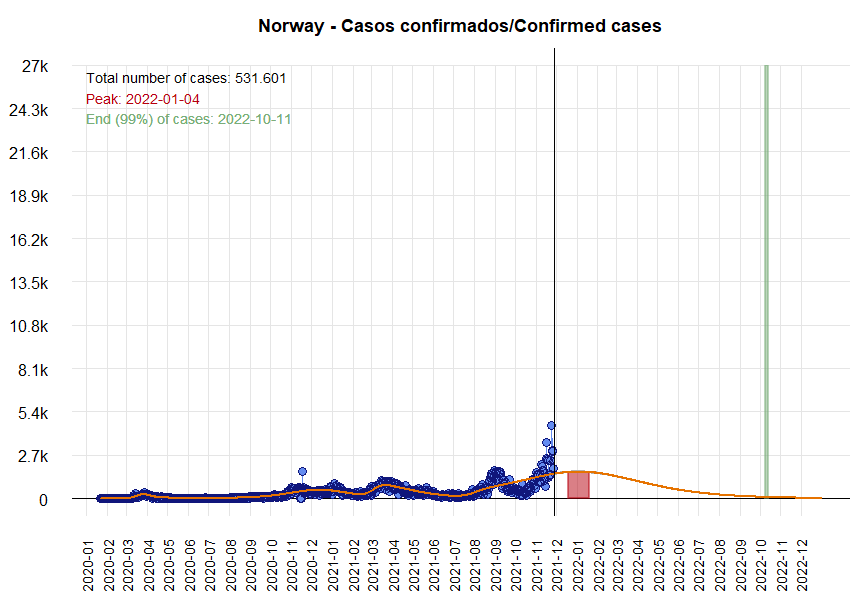 Norway - Casos confirmados/Confirmed cases
27k
24.3k
21.6k
18.9k
16.2k
13.5k
10.8k
8.1k
5.4k
2.7k
0
Total number of cases: 531.601
Peak: 2022-01-04
End (99%) of cases: 2022-10-11
2020-01
2020-02
2020-03
2020-04
2020-05
2020-06
2020-07
2020-08
2020-09
2020-10
2020-11
2020-12
2021-01
2021-02
2021-03
2021-04
2021-05
2021-06
2021-07
2021-08
2021-09
2021-10
2021-11
2021-12
2022-01
2022-02
2022-03
2022-04
2022-05
2022-06
2022-07
2022-08
2022-09
2022-10
2022-11
2022-12